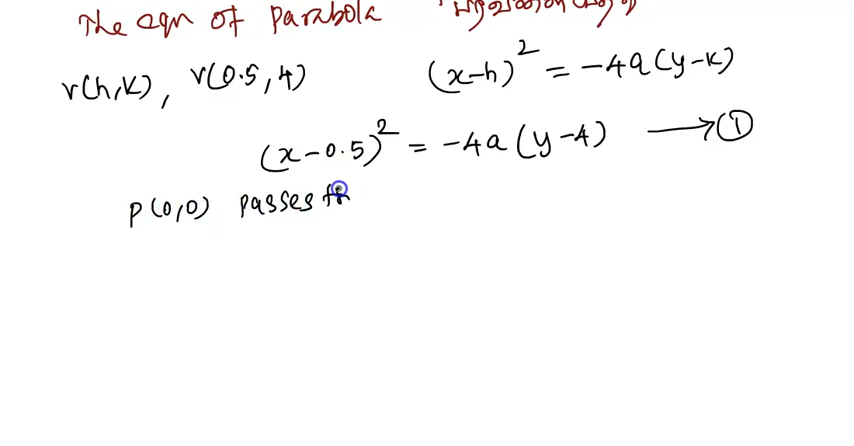 The eqn of Parabola
v(h,k), v(0.5,4) (x-h)² = -4a(y-k)
(x-0.5)² = -4a(y-4) ⟶ ①
P(0,0) passes th